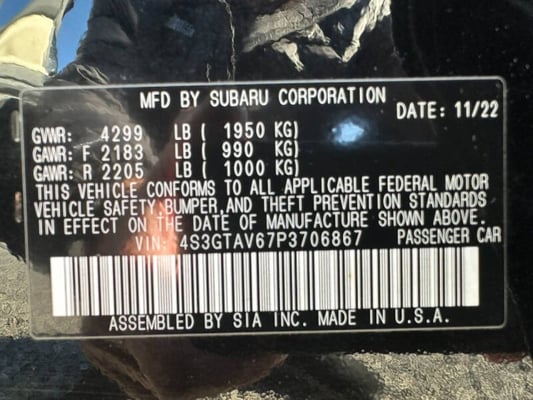 MFD BY SUBARU CORPORATION
DATE: 11/22
GVWR: 4299 LB ( 1950 KG)
GAWR: F 2183 LB ( 990 KG)
GAWR: R 2205 LB ( 1000 KG)
THIS VEHICLE CONFORMS TO ALL APPLICABLE FEDERAL MOTOR
VEHICLE SAFETY, BUMPER, AND THEFT PREVENTION STANDARDS
IN EFFECT ON THE DATE OF MANUFACTURE SHOWN ABOVE.
VIN: 4S3GTAV67P3706867 PASSENGER CAR
ASSEMBLED BY SIA INC. MADE IN U.S.A.